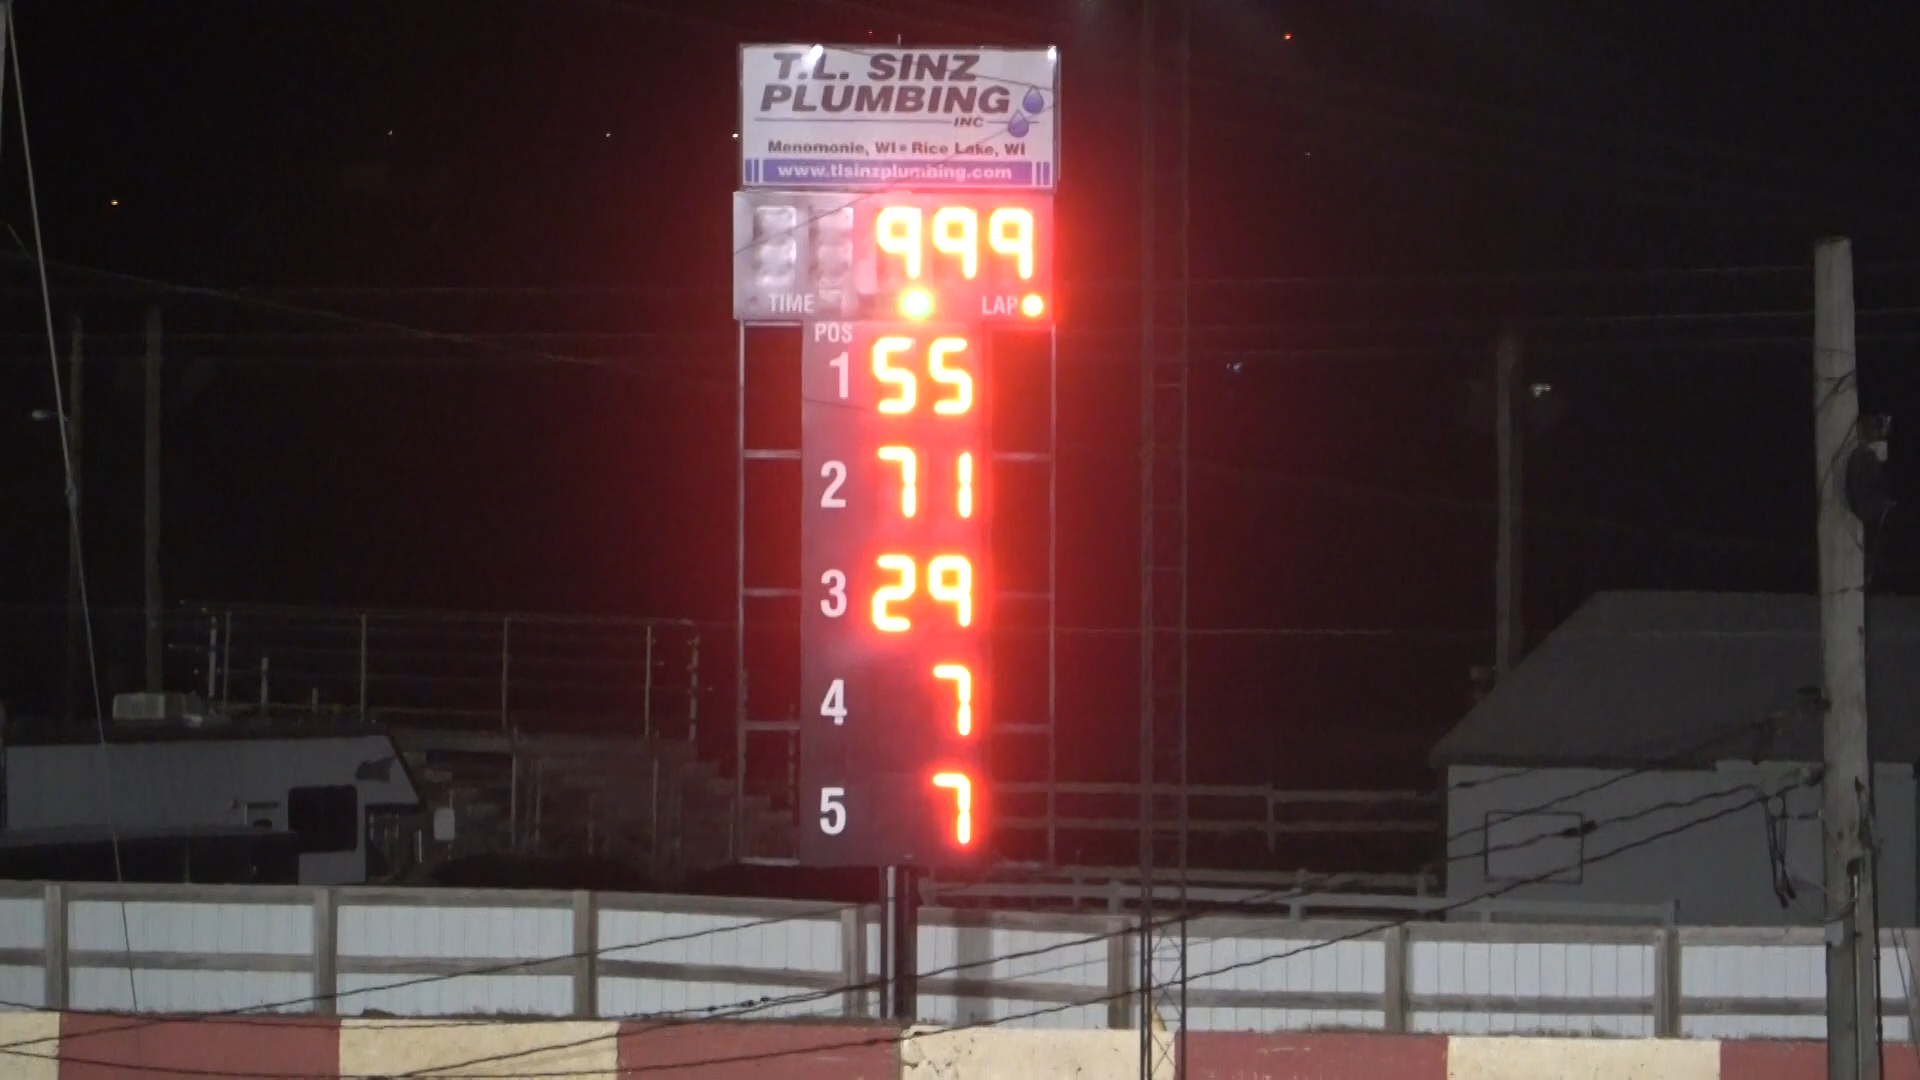 T.L. SINZ
PLUMBING
INC
Menomonie, WI • Rice Lake, WI
www.tlsinzplumbing.com
999
TIME LAP
POS
1 55
2 71
3 29
4 7
5 7